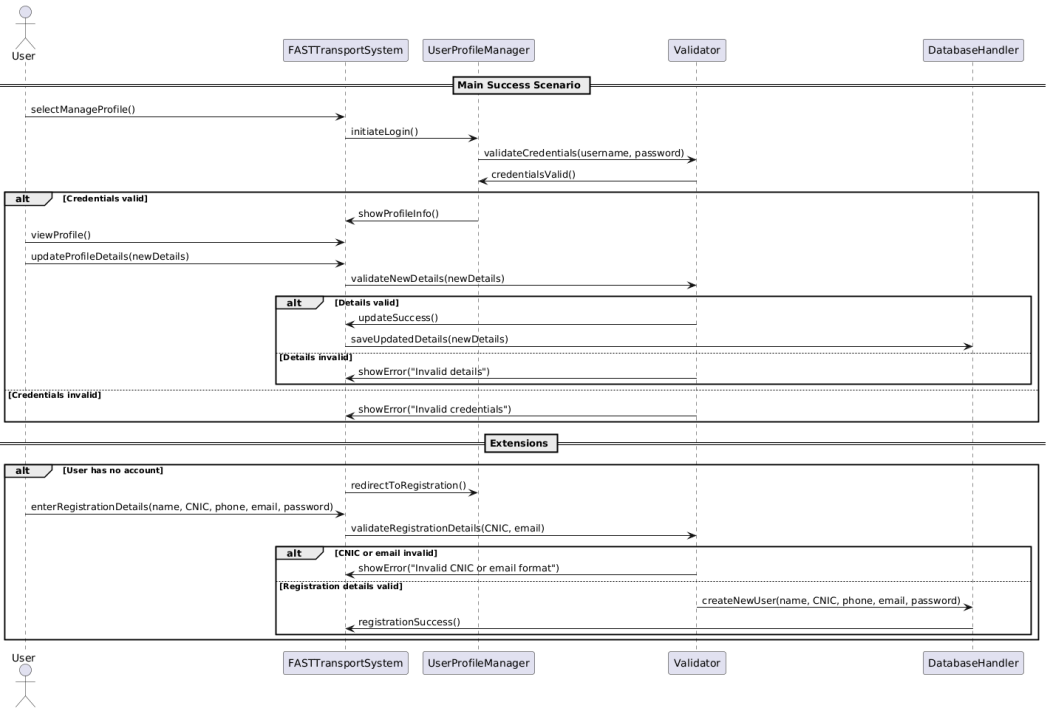 User
FASTTransportSystem
UserProfileManager
Validator
DatabaseHandler
Main Success Scenario
selectManageProfile()
initiateLogin()
validateCredentials(username, password)
credentialsValid()
alt
[Credentials valid]
showProfileInfo()
viewProfile()
updateProfileDetails(newDetails)
validateNewDetails(newDetails)
alt
[Details valid]
updateSuccess()
saveUpdatedDetails(newDetails)
[Details invalid]
showError("Invalid details")
[Credentials invalid]
showError("Invalid credentials")
Extensions
alt
[User has no account]
redirectToRegistration()
enterRegistrationDetails(name, CNIC, phone, email, password)
validateRegistrationDetails(CNIC, email)
alt
[CNIC or email invalid]
showError("Invalid CNIC or email format")
[Registration details valid]
createNewUser(name, CNIC, phone, email, password)
registrationSuccess()
User
FASTTransportSystem
UserProfileManager
Validator
DatabaseHandler